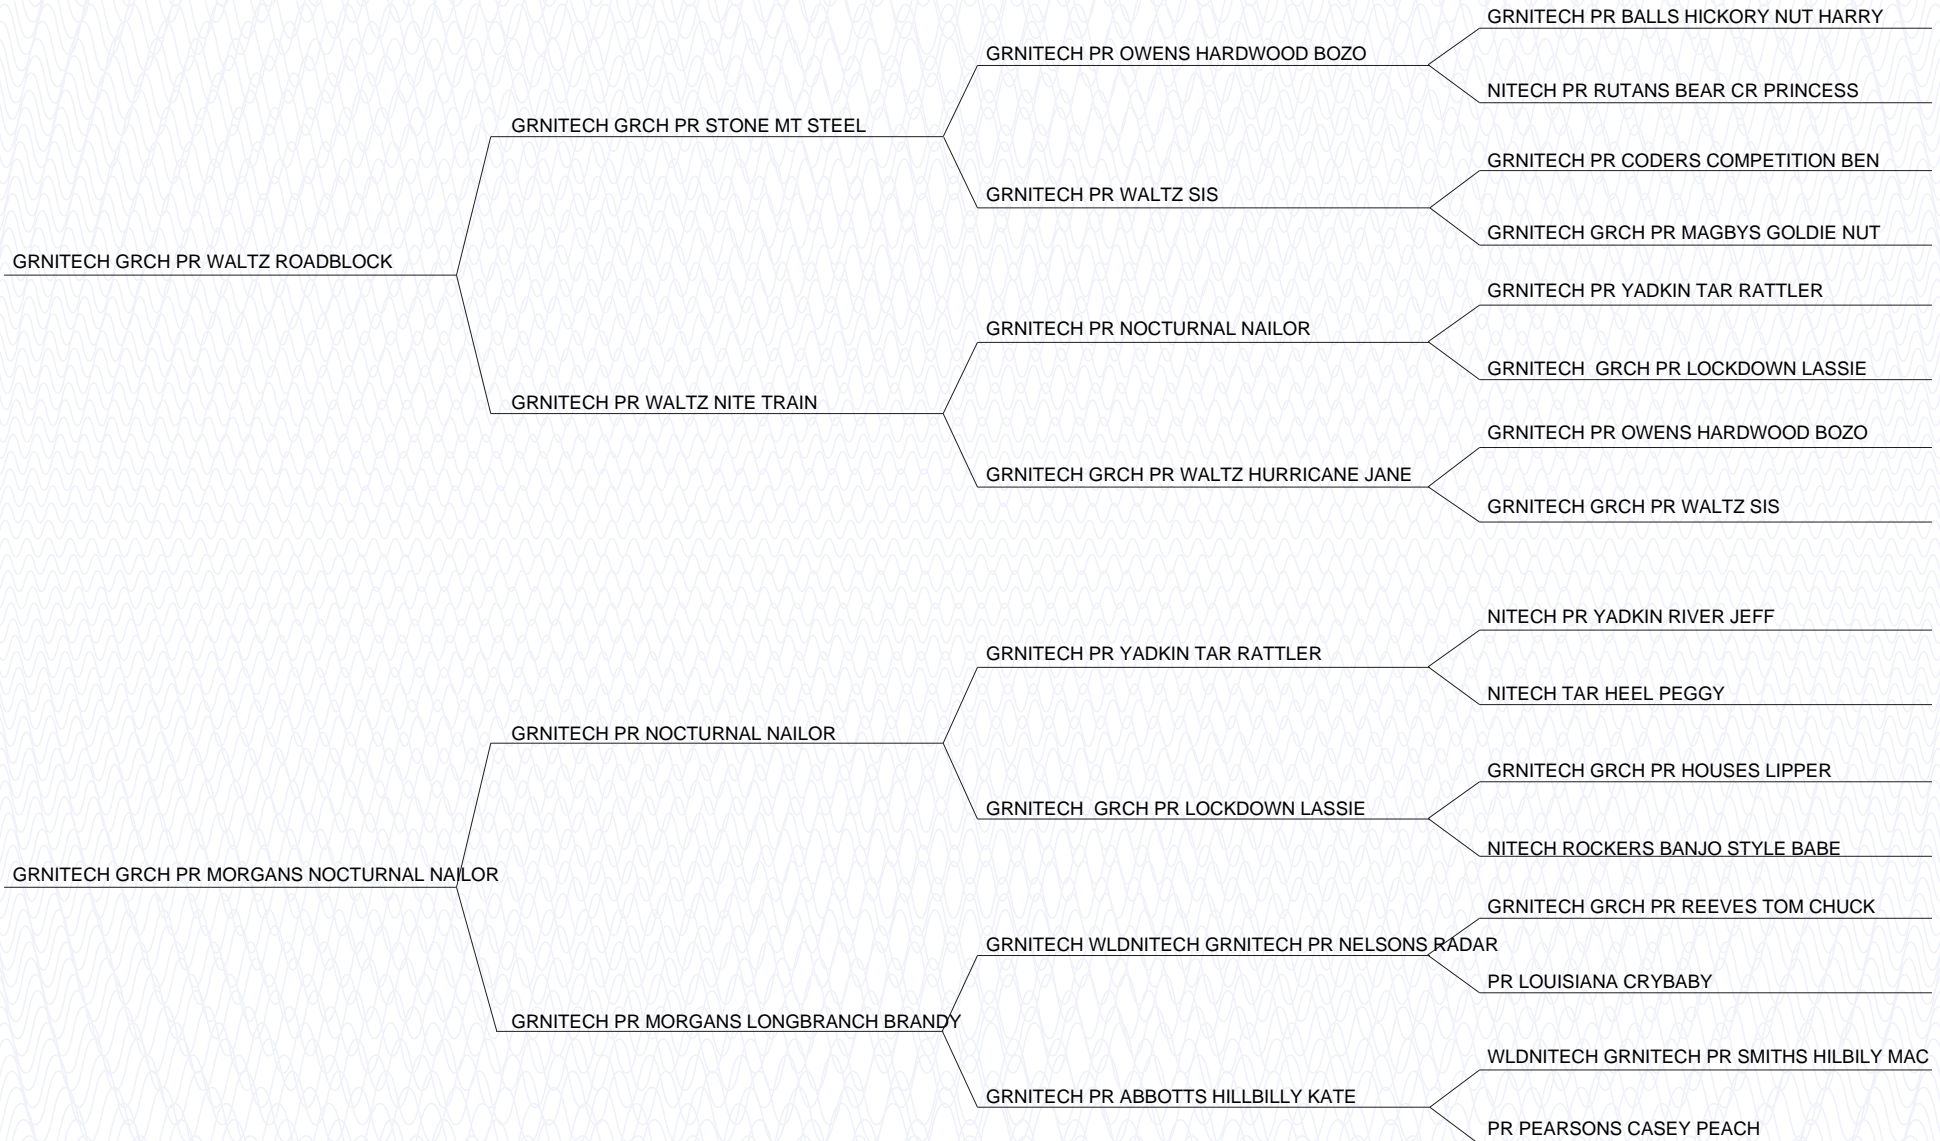 GRNITECH PR BALLS HICKORY NUT HARRY
GRNITECH PR OWENS HARDWOOD BOZO
NITECH PR RUTANS BEAR CR PRINCESS
GRNITECH GRCH PR STONE MT STEEL
GRNITECH PR CODERS COMPETITION BEN
GRNITECH PR WALTZ SIS
GRNITECH GRCH PR MAGBYS GOLDIE NUT
GRNITECH GRCH PR WALTZ ROADBLOCK
GRNITECH PR YADKIN TAR RATTLER
GRNITECH PR NOCTURNAL NAILOR
GRNITECH  GRCH PR LOCKDOWN LASSIE
GRNITECH PR WALTZ NITE TRAIN
GRNITECH PR OWENS HARDWOOD BOZO
GRNITECH GRCH PR WALTZ HURRICANE JANE
GRNITECH GRCH PR WALTZ SIS
NITECH PR YADKIN RIVER JEFF
GRNITECH PR YADKIN TAR RATTLER
NITECH TAR HEEL PEGGY
GRNITECH PR NOCTURNAL NAILOR
GRNITECH GRCH PR HOUSES LIPPER
GRNITECH  GRCH PR LOCKDOWN LASSIE
NITECH ROCKERS BANJO STYLE BABE
GRNITECH GRCH PR MORGANS NOCTURNAL NAILOR
GRNITECH GRCH PR REEVES TOM CHUCK
GRNITECH WLDNITECH GRNITECH PR NELSONS RADAR
PR LOUISIANA CRYBABY
GRNITECH PR MORGANS LONGBRANCH BRANDY
WLDNITECH GRNITECH PR SMITHS HILBILY MAC
GRNITECH PR ABBOTTS HILLBILLY KATE
PR PEARSONS CASEY PEACH